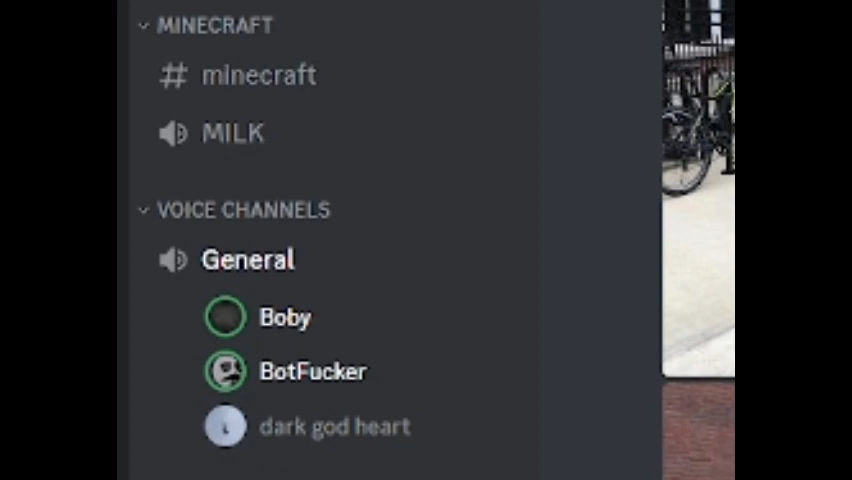 MINECRAFT
# minecraft
MILK
VOICE CHANNELS
General
Boby
BotFucker
dark god heart